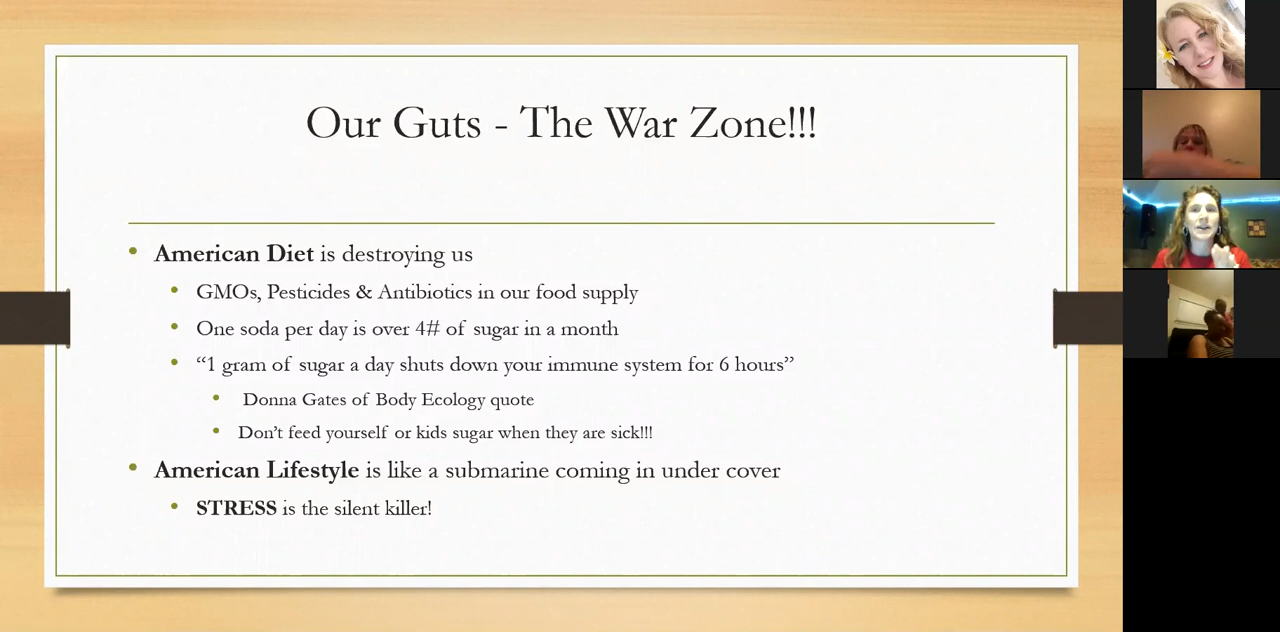 Our Guts - The War Zone!!!
American Diet is destroying us
GMOs, Pesticides & Antibiotics in our food supply
One soda per day is over 4# of sugar in a month
“1 gram of sugar a day shuts down your immune system for 6 hours”
Donna Gates of Body Ecology quote
Don’t feed yourself or kids sugar when they are sick!!!
American Lifestyle is like a submarine coming in under cover
STRESS is the silent killer!